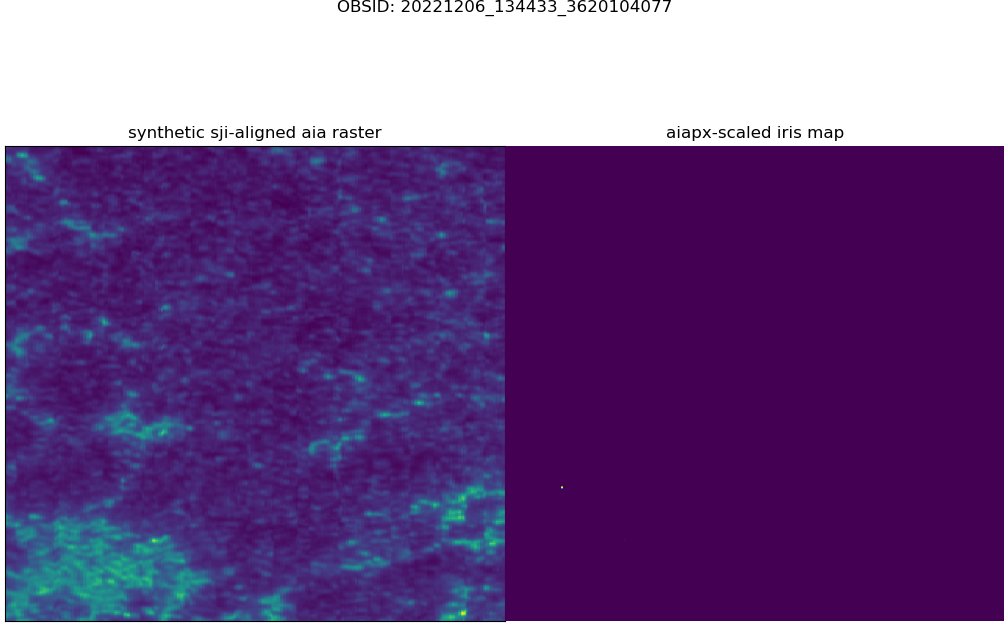 OBSID: 20221206_134433_3620104077
synthetic sji-aligned aia raster
aiapx-scaled iris map